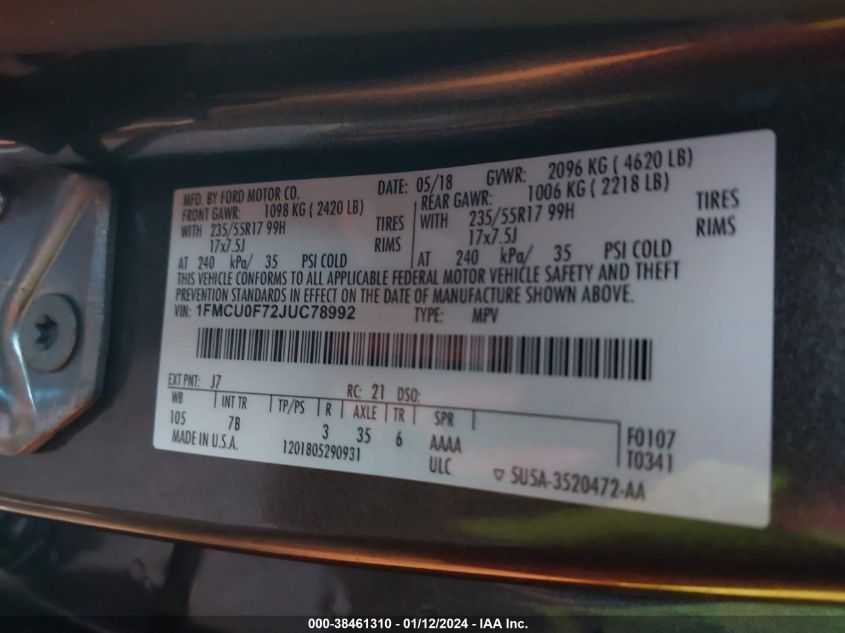 MFD. BY FORD MOTOR CO. DATE: 05/18 GVWR: 2096 KG ( 4620 LB)
FRONT GAWR: 1098 KG ( 2420 LB) REAR GAWR: 1006 KG ( 2218 LB)
WITH 235/55R17 99H TIRES WITH 235/55R17 99H TIRES
17x7.5J RIMS 17x7.5J RIMS
AT 240 kPa/ 35 PSI COLD AT 240 kPa/ 35 PSI COLD
THIS VEHICLE CONFORMS TO ALL APPLICABLE FEDERAL MOTOR VEHICLE SAFETY AND THEFT
PREVENTION STANDARDS IN EFFECT ON THE DATE OF MANUFACTURE SHOWN ABOVE.
VIN: 1FMCU0F72JUC78992 TYPE: MPV
EXT PNT: J7 RC: 21 DSO:
WB INT TR TP/PS R AXLE TR SPR
105 7B 3 35 6 AAAA F0107
MADE IN U.S.A. 1201805290931 ULC T0341
5U5A-3520472-AA
000-38461310 - 01/12/2024 - IAA Inc.